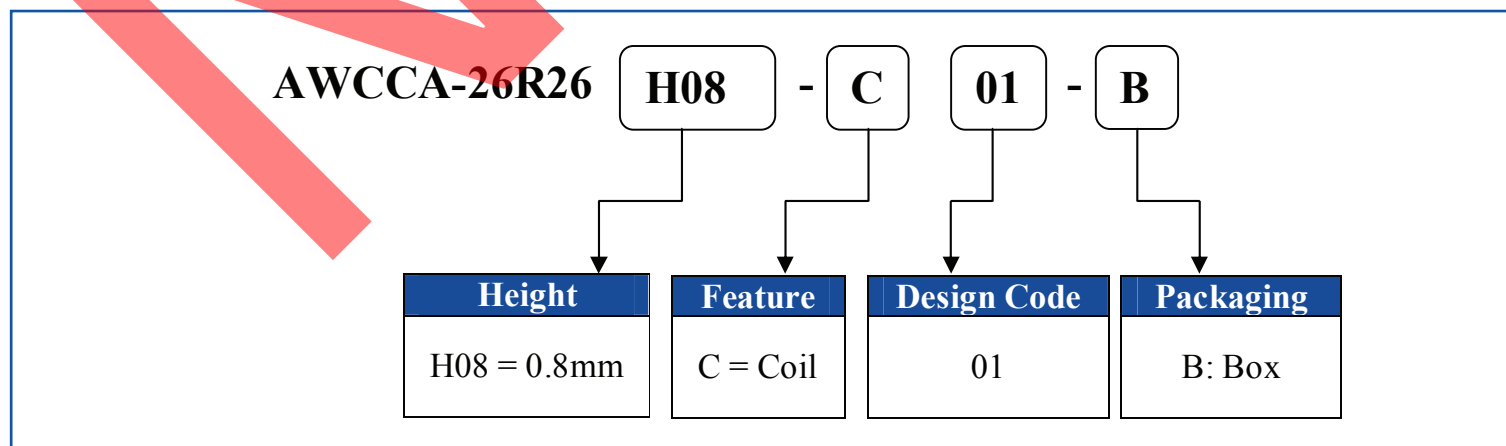 AWCCA-26R26 H08 - C 01 - B
Height Feature Design Code Packaging
H08 = 0.8mm C = Coil 01 B: Box